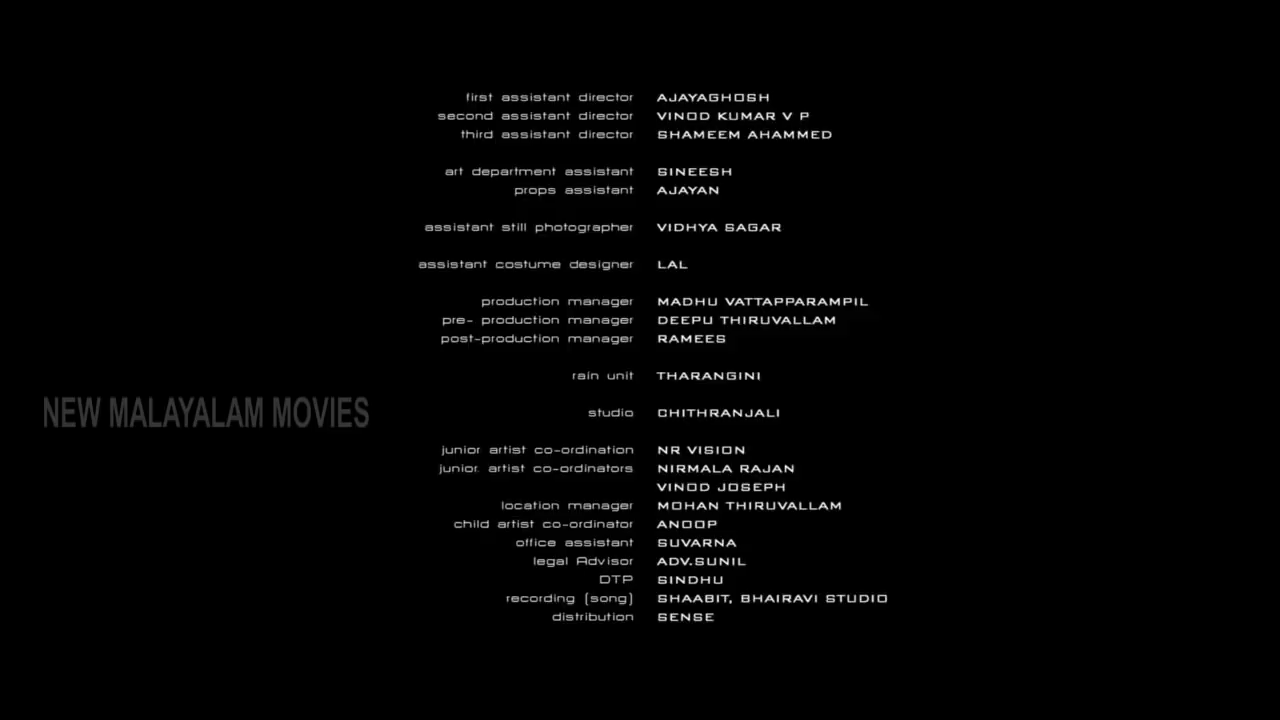 first assistant director AJAYAGHOSH
second assistant director VINOD KUMAR V P
third assistant director SHAMEEM AHAMMED
art department assistant SINEESH
props assistant AJAYAN
assistant still photographer VIDHYA SAGAR
assistant costume designer LAL
production manager MADHU VATTAPPARAMPIL
pre- production manager DEEPU THIRUVALLAM
post-production manager RAMEES
rain unit THARANGINI
studio CHITHRANJALI
NEW MALAYALAM MOVIES
junior artist co-ordination NR VISION
junior artist co-ordinators NIRMALA RAJAN
VINOD JOSEPH
location manager MOHAN THIRUVALLAM
child artist co-ordinator ANOOP
office assistant SUVARNA
legal Advisor ADV.SUNIL
DTP SINDHU
recording (song) SHAABIT, BHAIRAVI STUDIO
distribution SENSE